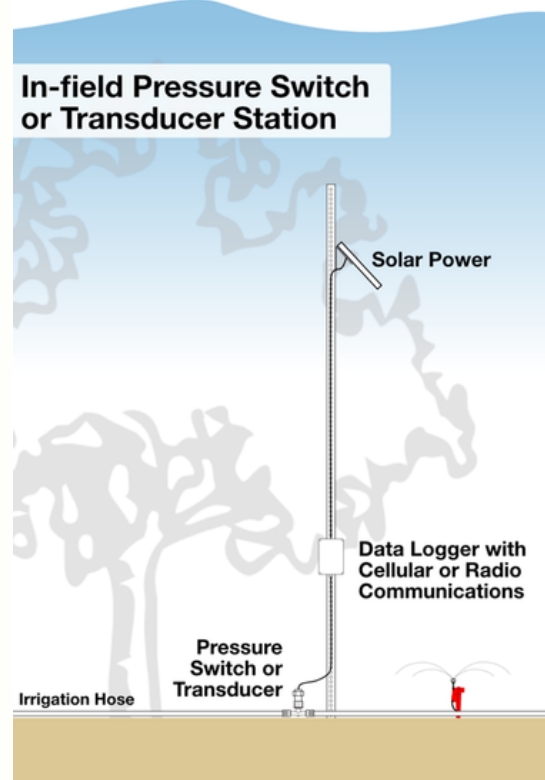 In-field Pressure Switch
or Transducer Station
Solar Power
Data Logger with
Cellular or Radio
Communications
Pressure
Switch or
Transducer
Irrigation Hose